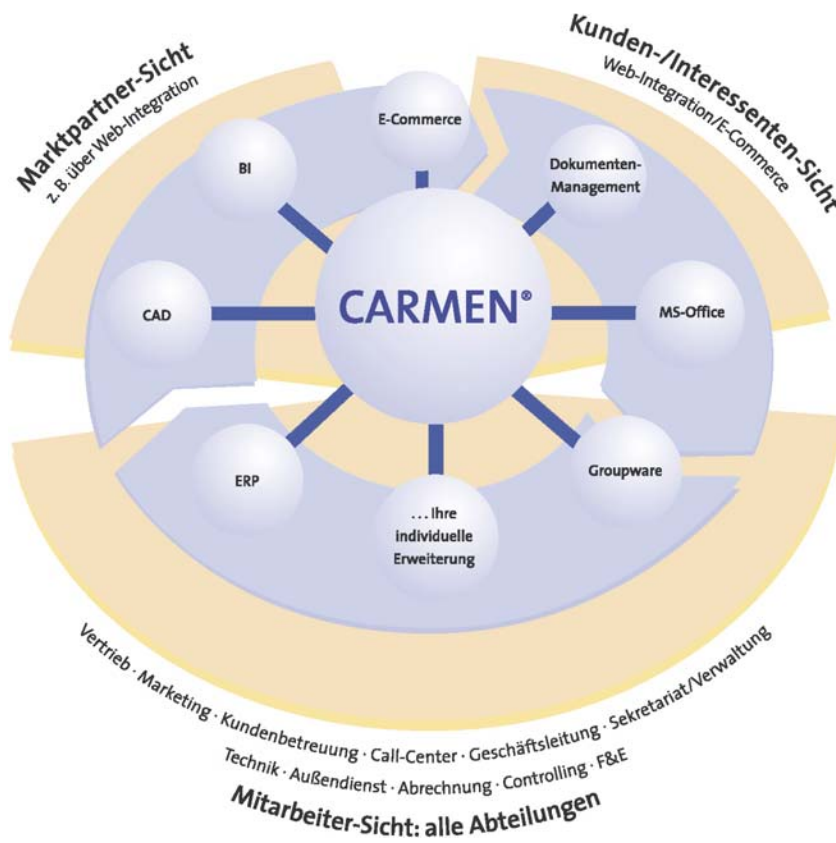 Marktpartner-Sicht
z. B. über Web-Integration
Kunden-/Interessenten-Sicht
Web-Integration/E-Commerce
E-Commerce
BI
Dokumenten-
Management
CAD
CARMEN®
MS-Office
ERP
...Ihre
individuelle
Erweiterung
Groupware
Vertrieb · Marketing · Kundenbetreuung · Call-Center · Geschäftsleitung · Sekretariat/Verwaltung
Technik · Außendienst · Abrechnung · Controlling · F&E
Mitarbeiter-Sicht: alle Abteilungen